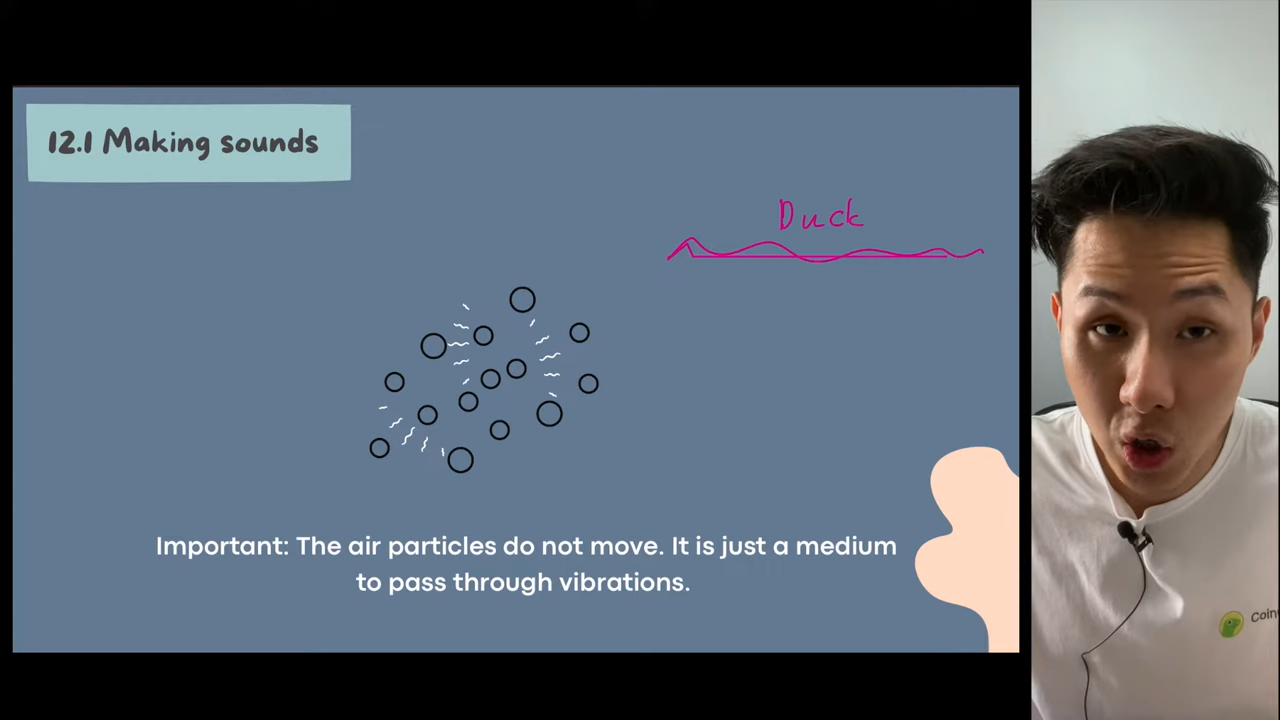 12.1 Making sounds
Duck
Important: The air particles do not move. It is just a medium
to pass through vibrations.